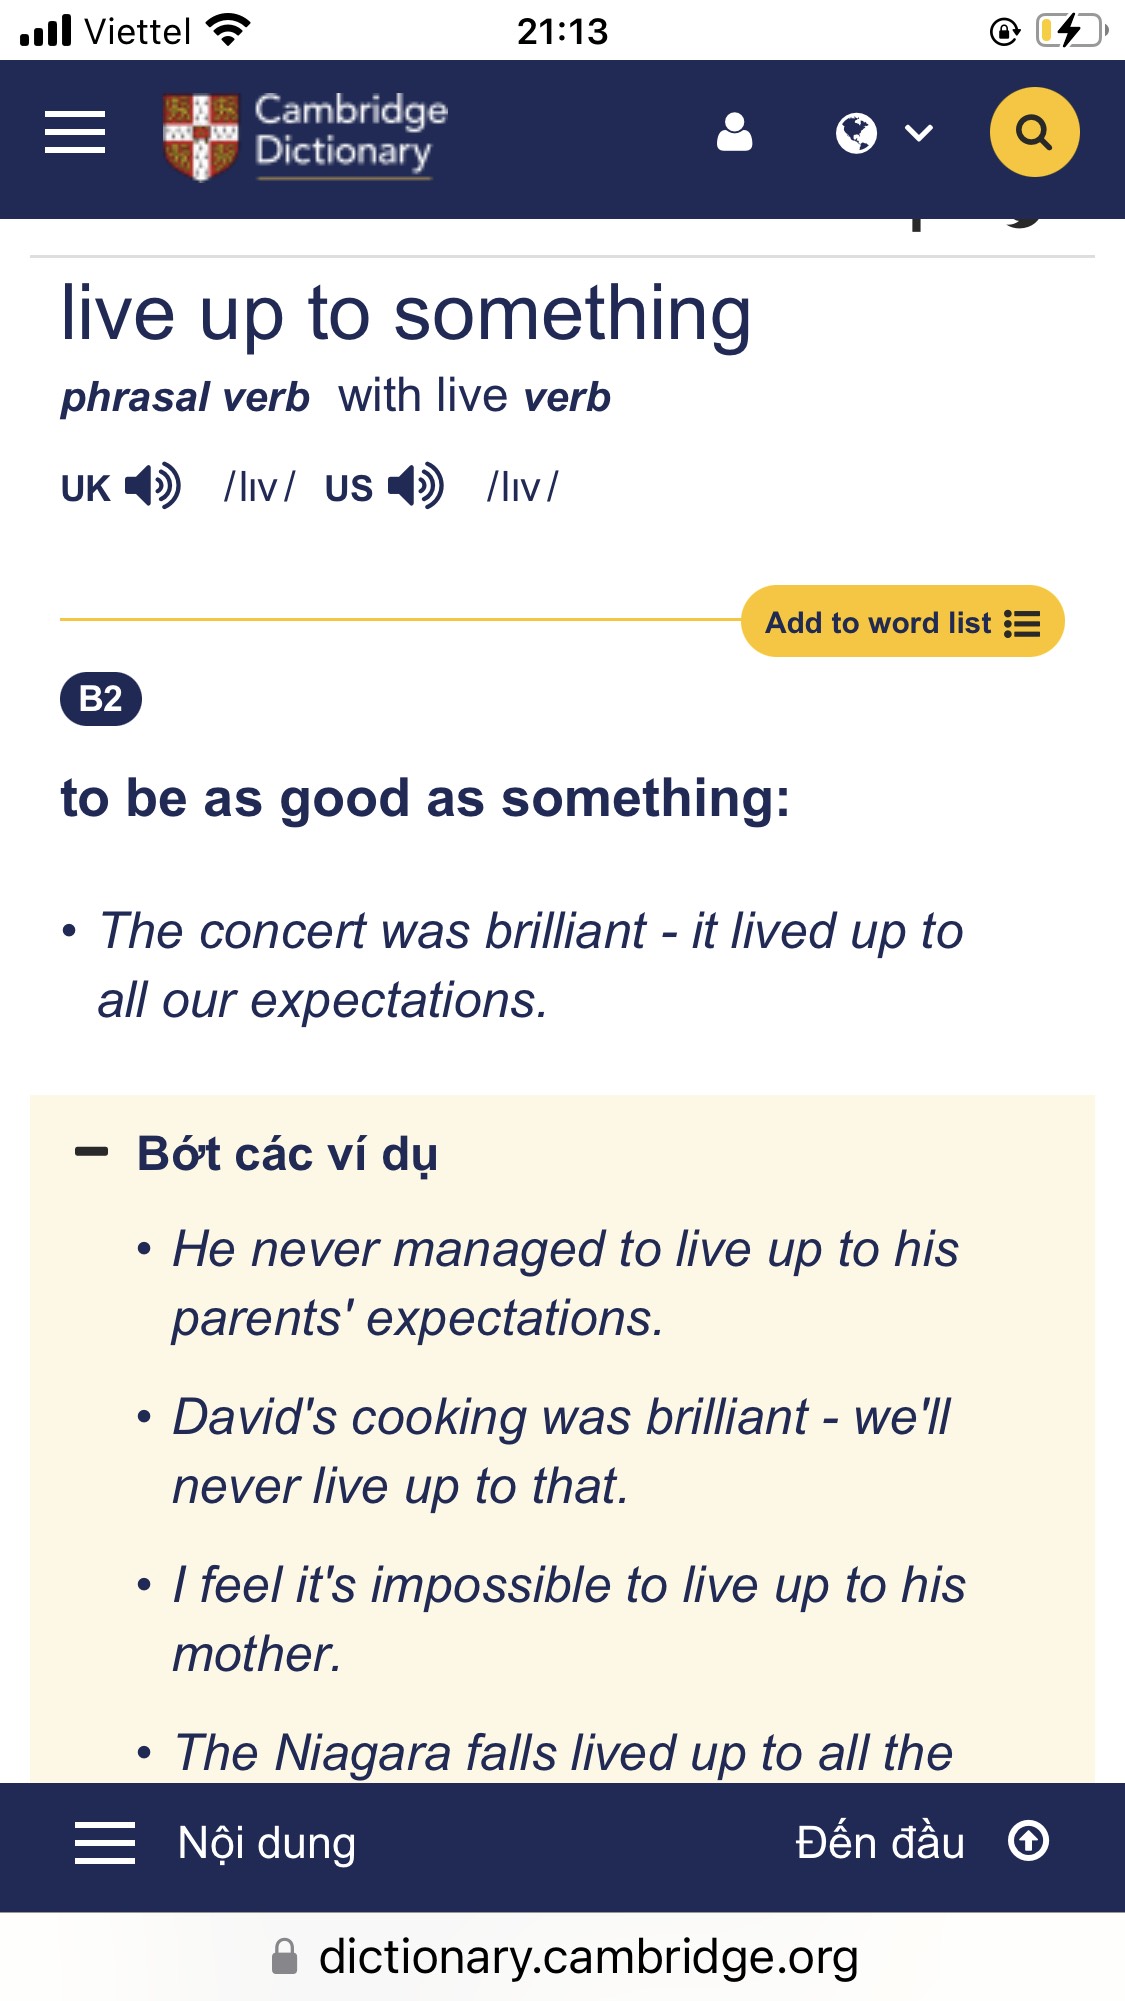 Viettel
21:13
Cambridge
Dictionary
live up to something
phrasal verb with live verb
UK /lɪv/ US /lɪv/
Add to word list
B2
to be as good as something:
• The concert was brilliant - it lived up to
all our expectations.
Bớt các ví dụ
• He never managed to live up to his
parents' expectations.
• David's cooking was brilliant - we'll
never live up to that.
• I feel it's impossible to live up to his
mother.
• The Niagara falls lived up to all the
Nội dung
Đến đầu
dictionary.cambridge.org